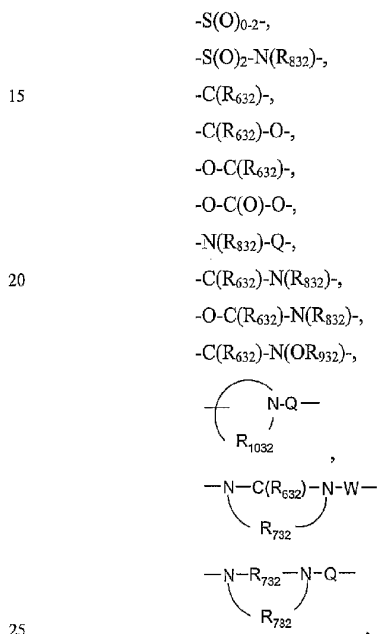 -S(O)₀₋₂-,
-S(O)₂-N(R₈₃₂)-,
15 -C(R₆₃₂)-,
-C(R₆₃₂)-O-,
-O-C(R₆₃₂)-,
-O-C(O)-O-,
-N(R₈₃₂)-Q-,
20 -C(R₆₃₂)-N(R₈₃₂)-,
-O-C(R₆₃₂)-N(R₈₃₂)-,
-C(R₆₃₂)-N(OR₉₃₂)-,
N-Q—
R₁₀₃₂
,
—N—C(R₆₃₂)—N—W—
R₇₃₂
,
—N—R₇₃₂—N—Q—
R₇₃₂
25 ,